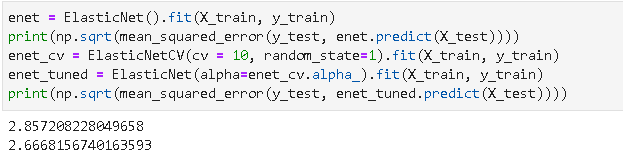 enet = ElasticNet().fit(X_train, y_train)
print(np.sqrt(mean_squared_error(y_test, enet.predict(X_test))))
enet_cv = ElasticNetCV(cv = 10, random_state=1).fit(X_train, y_train)
enet_tuned = ElasticNet(alpha=enet_cv.alpha_).fit(X_train, y_train)
print(np.sqrt(mean_squared_error(y_test, enet_tuned.predict(X_test))))
2.857208228049658
2.6668156740163593